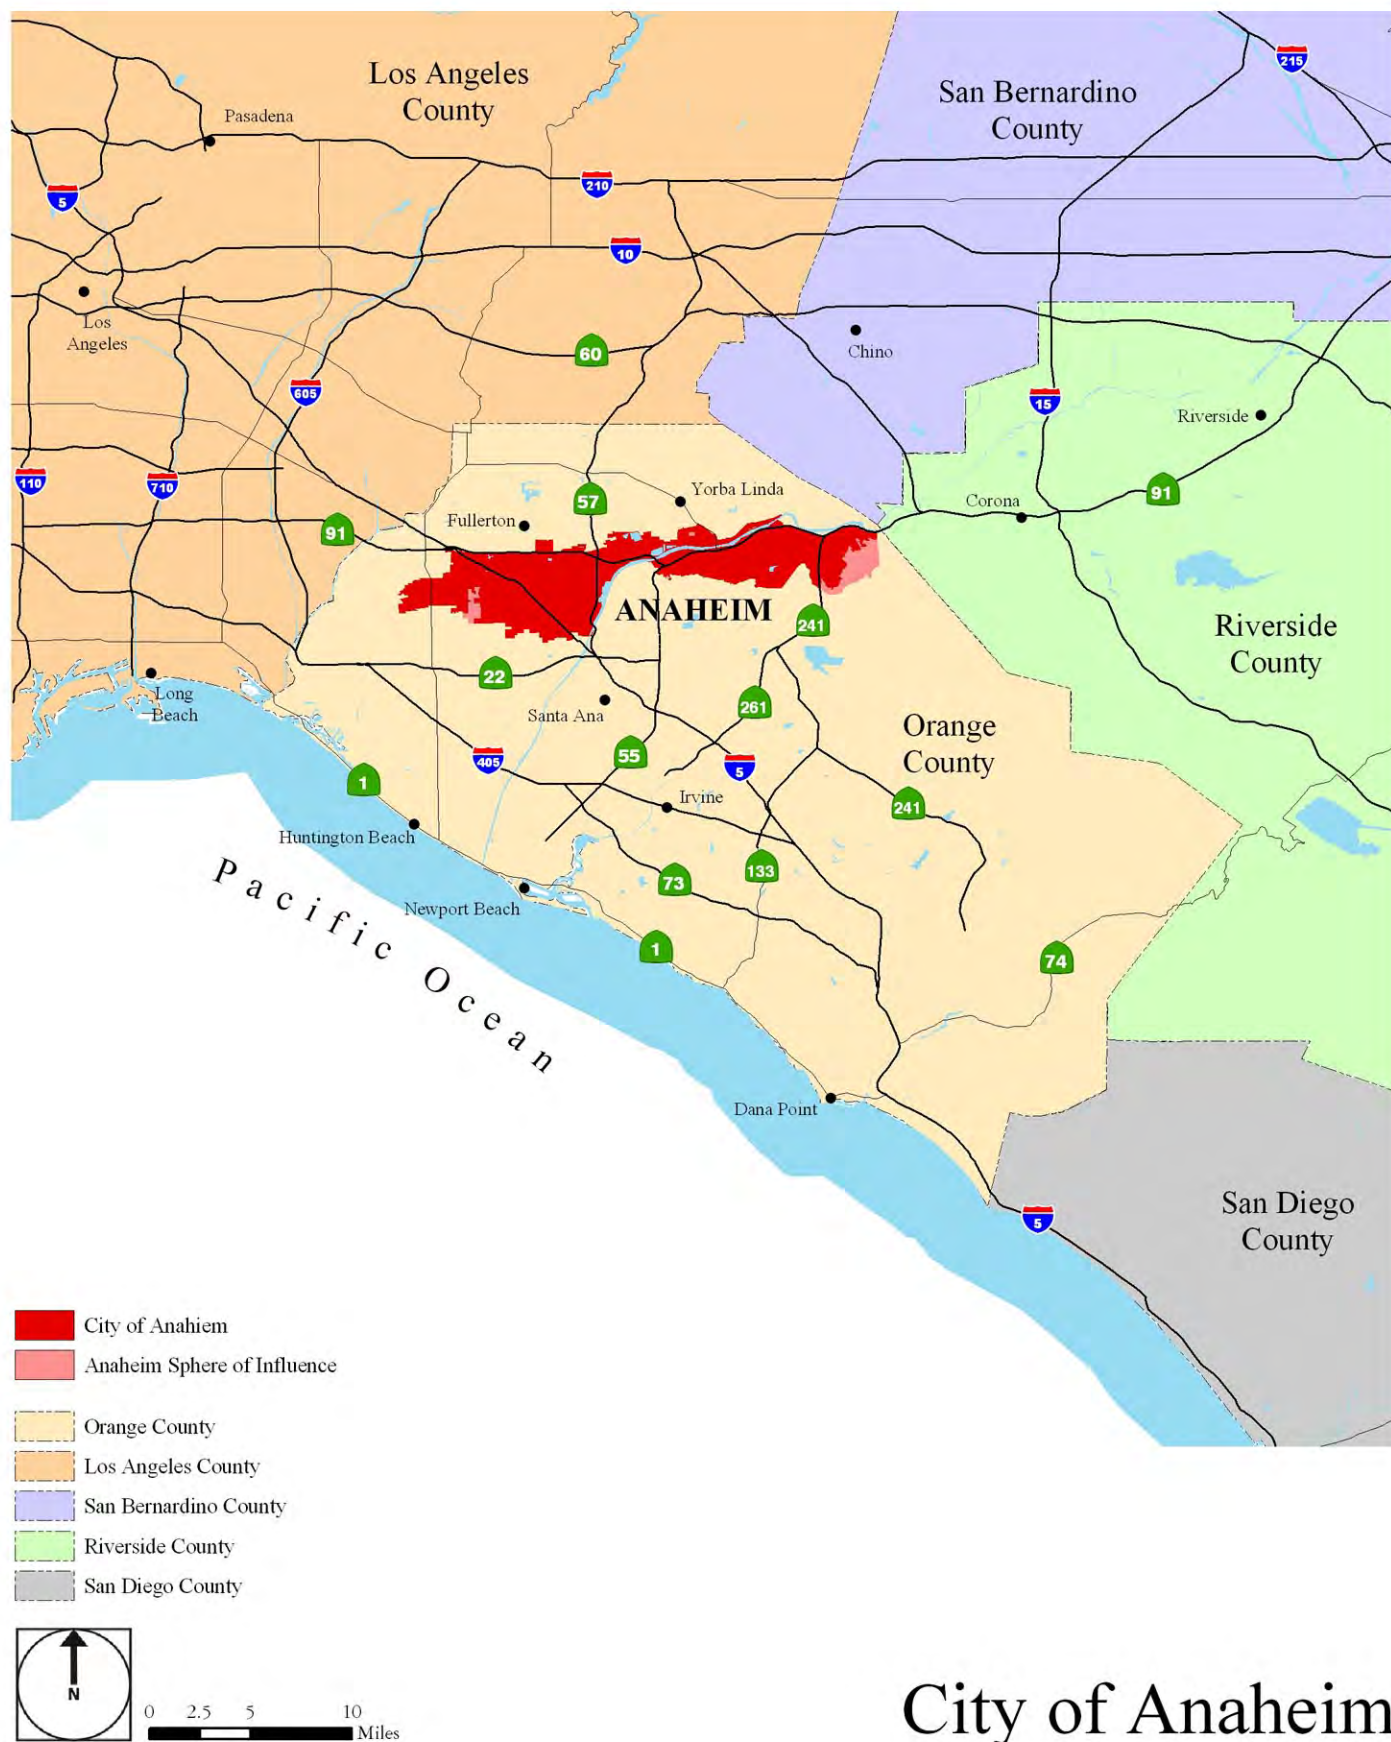 Los Angeles
County
San Bernardino
County
215
Pasadena
5
210
10
Los
Angeles
60
Chino
605
15
Riverside
110
710
57
Yorba Linda
Corona
91
Fullerton
91
ANAHEIM
241
Riverside
County
22
Long
Beach
Santa Ana
261
Orange
County
55
405
5
1
Irvine
241
Huntington Beach
133
73
Newport Beach
1
74
Pacific Ocean
Dana Point
San Diego
County
5
City of Anahiem
Anaheim Sphere of Influence
Orange County
Los Angeles County
San Bernardino County
Riverside County
San Diego County
N
0 2.5 5 10
Miles
City of Anaheim